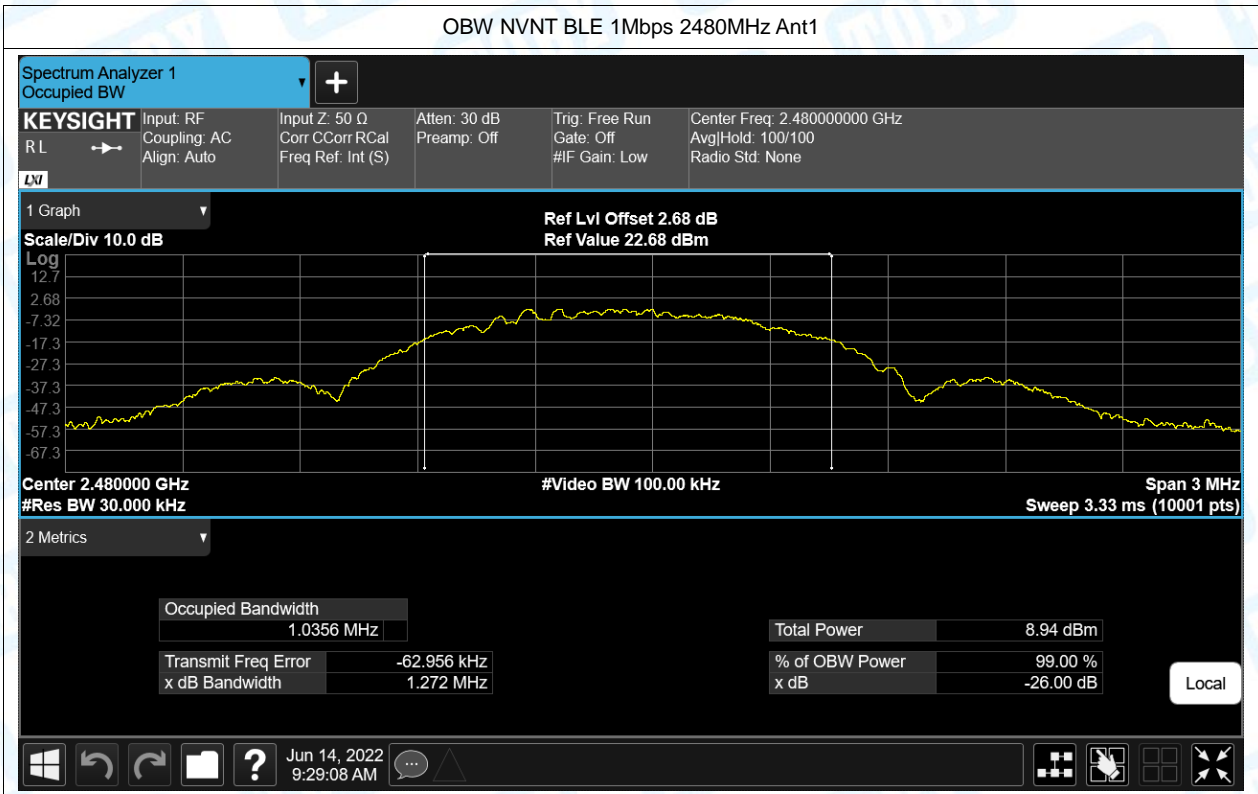 OBW NVNT BLE 1Mbps 2480MHz Ant1
Spectrum Analyzer 1
Occupied BW
KEYSIGHT
R L
LXI
Input: RF
Coupling: AC
Align: Auto
Input Z: 50 Ω
Corr CCorr RCal
Freq Ref: Int (S)
Atten: 30 dB
Preamp: Off
Trig: Free Run
Gate: Off
#IF Gain: Low
Center Freq: 2.480000000 GHz
Avg|Hold: 100/100
Radio Std: None
1 Graph
Scale/Div 10.0 dB
Ref Lvl Offset 2.68 dB
Ref Value 22.68 dBm
Log
12.7
2.68
-7.32
-17.3
-27.3
-37.3
-47.3
-57.3
-67.3
Center 2.480000 GHz
#Video BW 100.00 kHz
Span 3 MHz
#Res BW 30.000 kHz
Sweep 3.33 ms (10001 pts)
2 Metrics
Occupied Bandwidth
1.0356 MHz
Total Power 8.94 dBm
Transmit Freq Error -62.956 kHz
% of OBW Power 99.00 %
x dB Bandwidth 1.272 MHz
x dB -26.00 dB
Local
?
Jun 14, 2022
9:29:08 AM